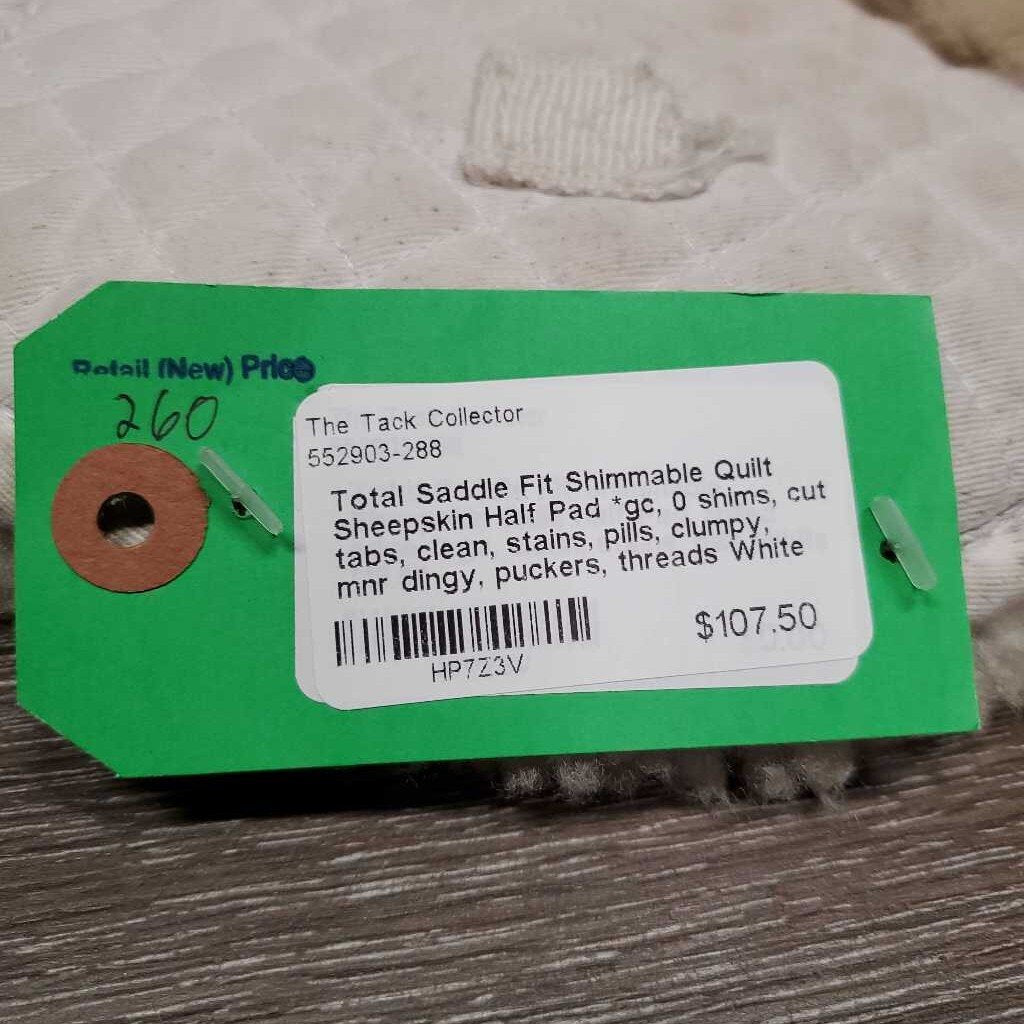 Retail (New) Price
260
The Tack Collector
552903-288
Total Saddle Fit Shimmable Quilt
Sheepskin Half Pad *gc, 0 shims, cut
tabs, clean, stains, pills, clumpy,
mnr dingy, puckers, threads White
HP7Z3V
$107.50